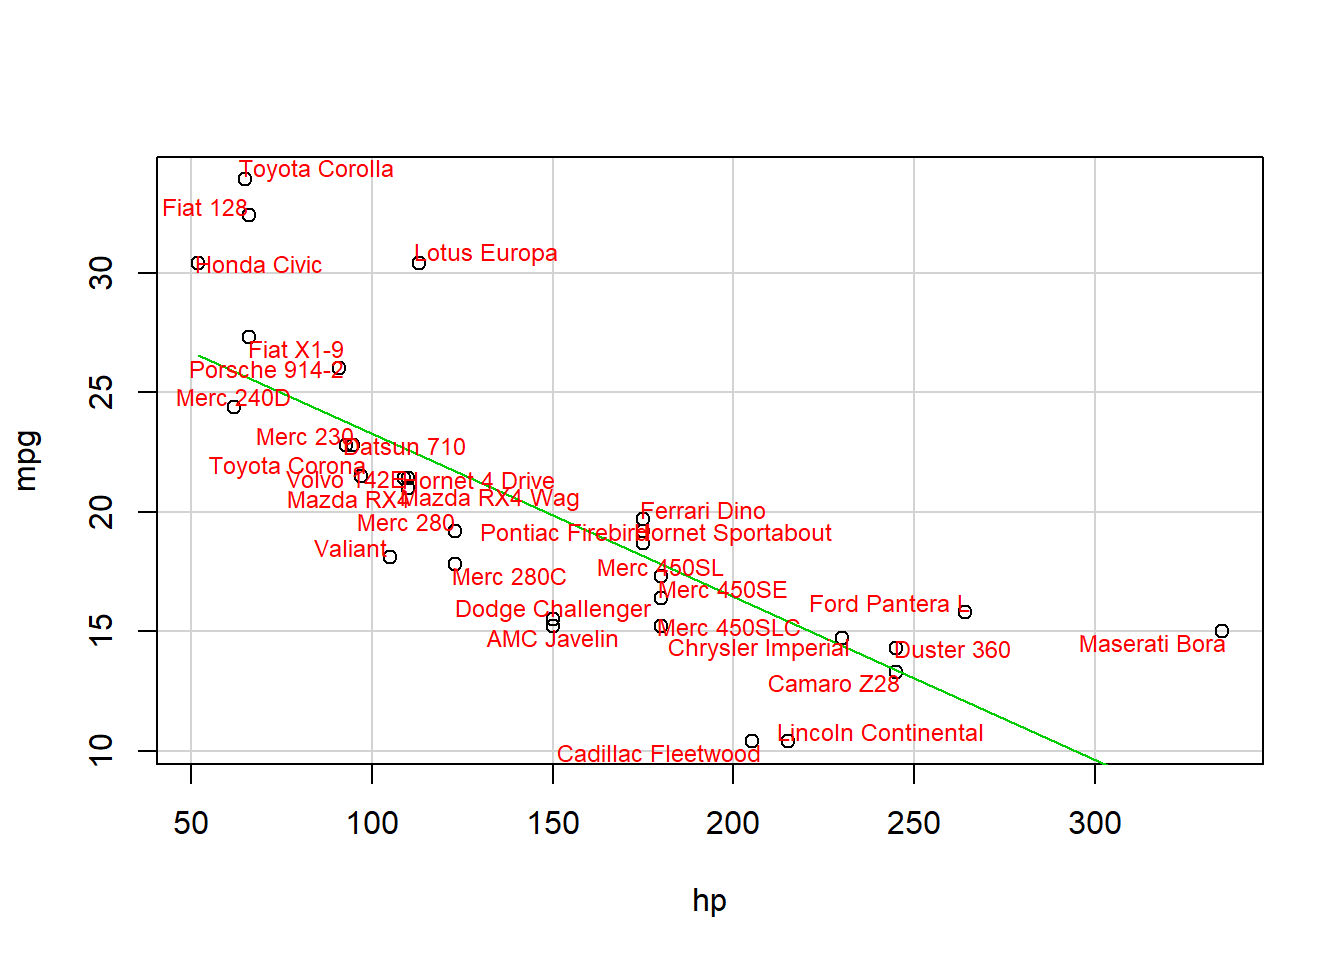 Toyota Corolla
Fiat 128
Lotus Europa
Honda Civic
Fiat X1-9
Porsche 914-2
Merc 240D
Merc 230
Datsun 710
Toyota Corona
Volvo 142E
Hornet 4 Drive
Mazda RX4
Mazda RX4 Wag
Ferrari Dino
Merc 280
Pontiac Firebird
Hornet Sportabout
Valiant
Merc 450SL
Merc 280C
Merc 450SE
Dodge Challenger
Ford Pantera L
Merc 450SLC
AMC Javelin
Chrysler Imperial
Duster 360
Maserati Bora
Camaro Z28
Lincoln Continental
Cadillac Fleetwood
30
25
20
15
10
mpg
50 100 150 200 250 300
hp